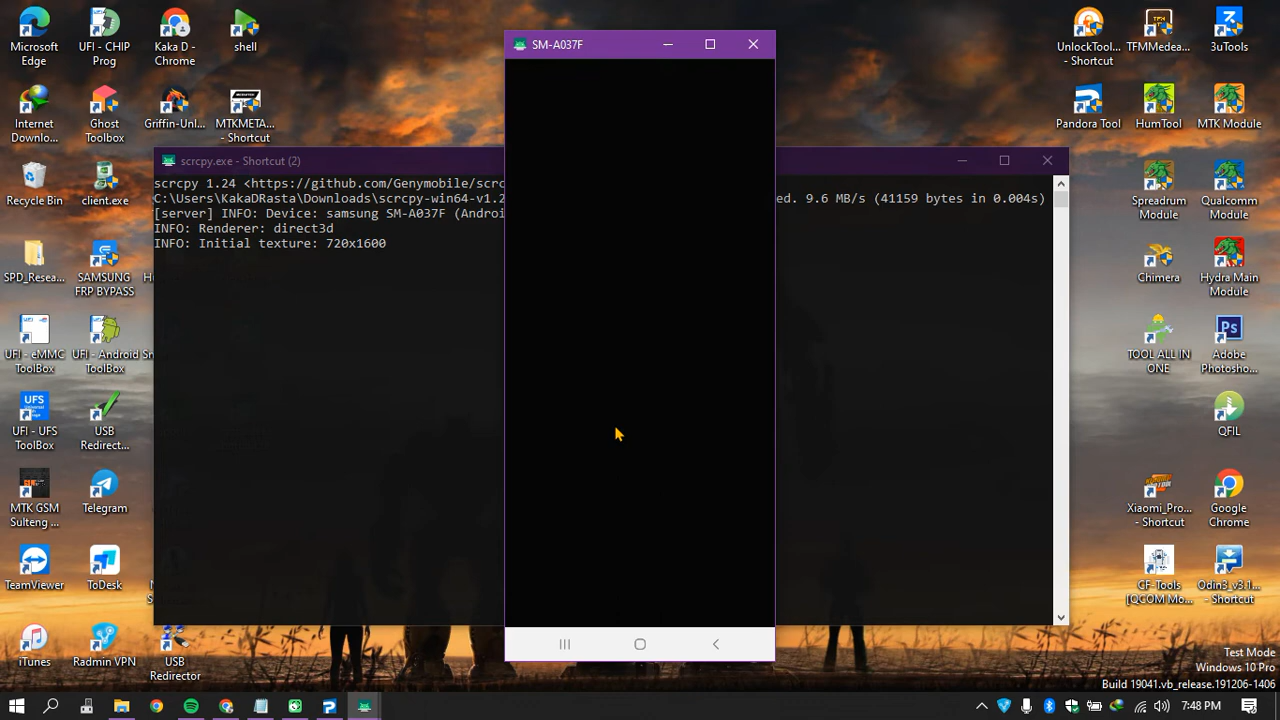 Microsoft Edge
UFI - CHIP Prog
Kaka D - Chrome
shell
SM-A037F
UnlockTool... - Shortcut
TFMMedea...
3uTools
Internet Downlo...
Ghost Toolbox
Griffin-Unl...
MTKMETA... - Shortcut
Pandora Tool
HumTool
MTK Module
scrcpy.exe - Shortcut (2)
scrcpy 1.24 <https://github.com/Genymobile/scrc
C:\Users\KakaDRasta\Downloads\scrcpy-win64-v1.2
ed. 9.6 MB/s (41159 bytes in 0.004s)
[server] INFO: Device: samsung SM-A037F (Androi
INFO: Renderer: direct3d
INFO: Initial texture: 720x1600
Recycle Bin
client.exe
Spreadrum Module
Qualcomm Module
SPD_Resea...
SAMSUNG FRP BYPASS
Chimera
Hydra Main Module
UFI - eMMC ToolBox
UFI - Android ToolBox
TOOL ALL IN ONE
Ps
Adobe Photosho...
UFS
UFI - UFS ToolBox
USB Redirect...
QFIL
MTK GSM Sulteng ...
Telegram
Xiaomi_Pro... - Shortcut
Google Chrome
TeamViewer
ToDesk
CF-Tools [QCOM Mo...
Odin3_v3.1... - Shortcut
iTunes
Radmin VPN
USB Redirector
Test Mode
Windows 10 Pro
Build 19041.vb_release.191206-1406
7:48 PM